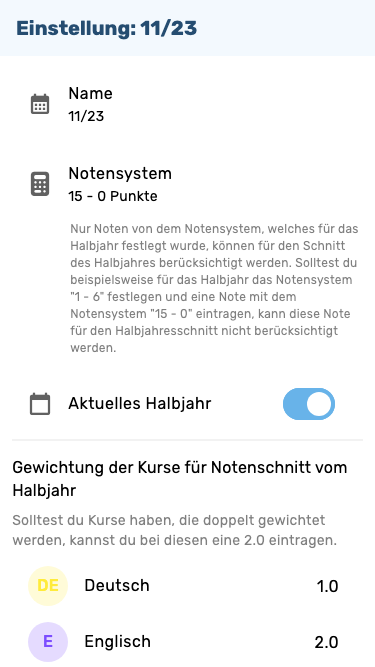 Einstellung: 11/23
Name
11/23
Notensystem
15 - 0 Punkte
Nur Noten von dem Notensystem, welches für das
Halbjahr festlegt wurde, können für den Schnitt
des Halbjahres berücksichtigt werden. Solltest du
beispielsweise für das Halbjahr das Notensystem
"1 - 6" festlegen und eine Note mit dem
Notensystem "15 - 0" eintragen, kann diese Note
für den Halbjahresschnitt nicht berücksichtigt
werden.
Aktuelles Halbjahr
Gewichtung der Kurse für Notenschnitt vom
Halbjahr
Solltest du Kurse haben, die doppelt gewichtet
werden, kannst du bei diesen eine 2.0 eintragen.
DE Deutsch 1.0
E Englisch 2.0